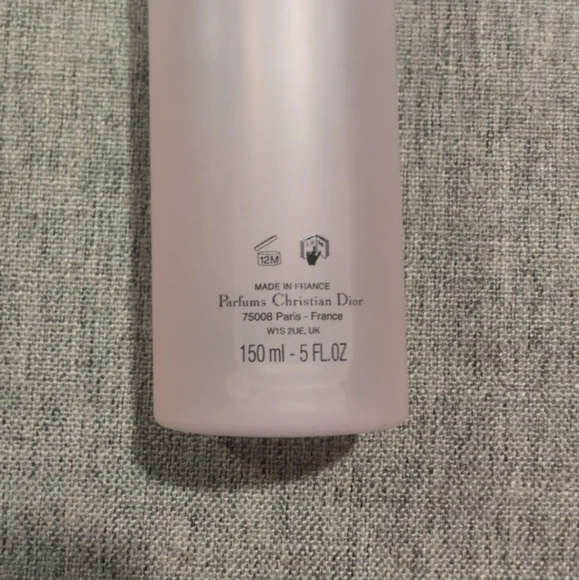 12M
MADE IN FRANCE
Parfums Christian Dior
75008 Paris - France
W1S 2UE, UK
150 ml - 5 FL.OZ